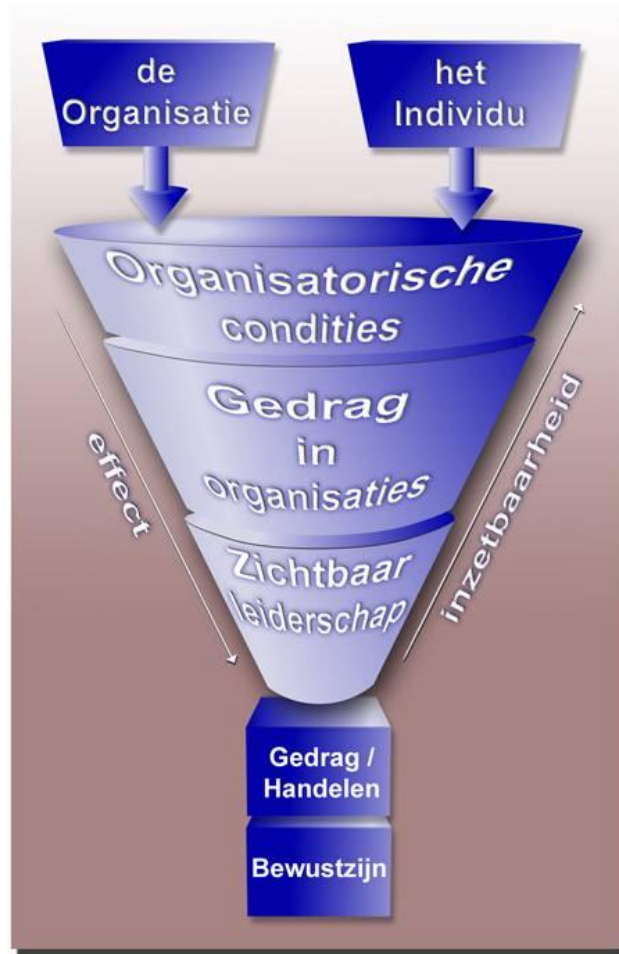 de
Organisatie
het
Individu
Organisatorische
condities
Gedrag
in
organisaties
Zichtbaar
leiderschap
effect
inzetbaarheid
Gedrag /
Handelen
Bewustzijn